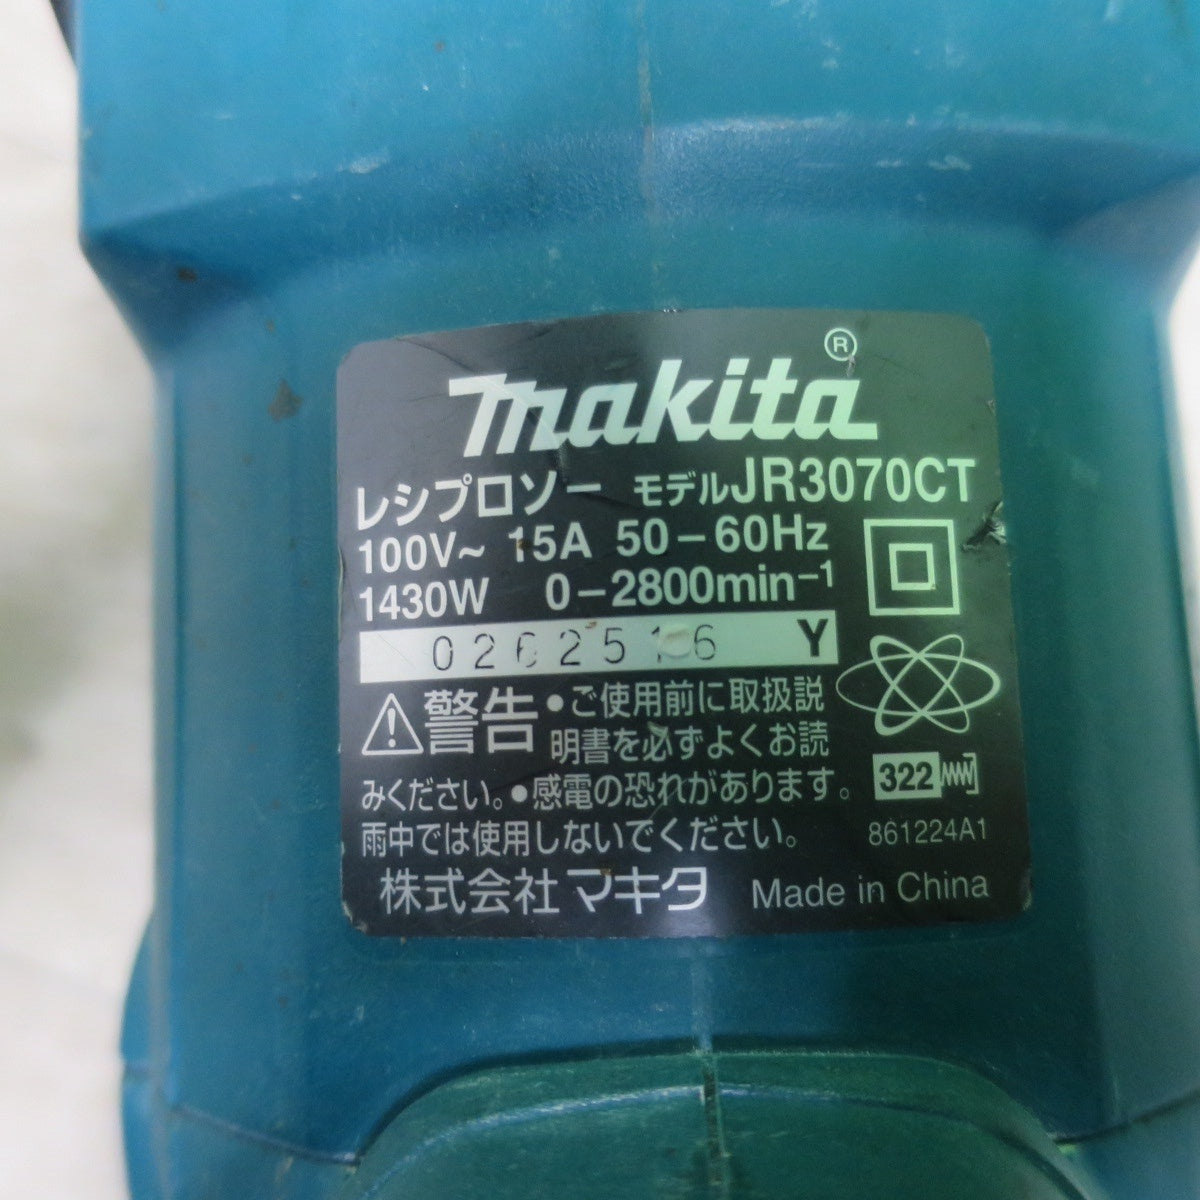 makita®
レシプロソー モデルJR3070CT
100V~ 15A 50-60Hz
1430W 0-2800min⁻¹
0262516 Y
警告 ●ご使用前に取扱説
明書を必ずよくお読
みください。●感電の恐れがあります。
雨中では使用しないでください。
322
861224A1
株式会社マキタ Made in China